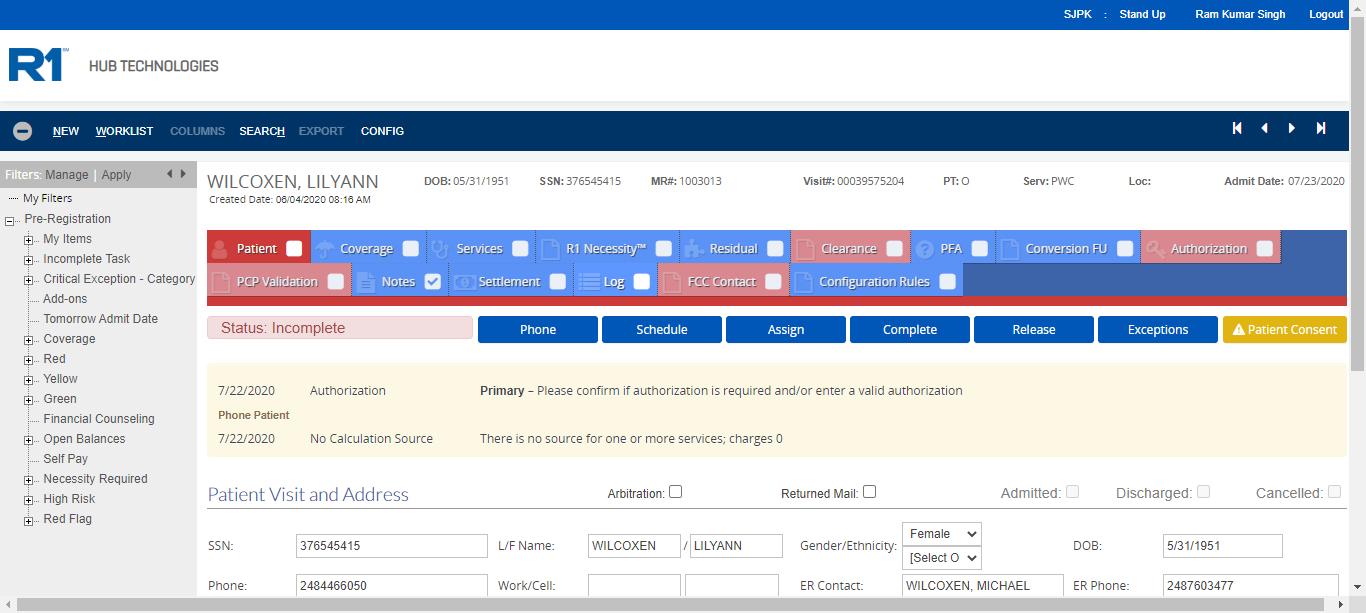 SJPK : Stand Up Ram Kumar Singh Logout
R1™ HUB TECHNOLOGIES
NEW WORKLIST COLUMNS SEARCH EXPORT CONFIG
Filters: Manage | Apply
My Filters
Pre-Registration
My Items
Incomplete Task
Critical Exception - Category
Add-ons
Tomorrow Admit Date
Coverage
Red
Yellow
Green
Financial Counseling
Open Balances
Self Pay
Necessity Required
High Risk
Red Flag
WILCOXEN, LILYANN DOB: 05/31/1951 SSN: 376545415 MR#: 1003013 Visit#: 00039575204 PT: O Serv: PWC Loc: Admit Date: 07/23/2020
Created Date: 06/04/2020 08:16 AM
Patient Coverage Services R1 Necessity™ Residual Clearance PFA Conversion FU Authorization
PCP Validation Notes Settlement Log FCC Contact Configuration Rules
Status: Incomplete Phone Schedule Assign Complete Release Exceptions Patient Consent
7/22/2020 Authorization Primary – Please confirm if authorization is required and/or enter a valid authorization
Phone Patient
7/22/2020 No Calculation Source There is no source for one or more services; charges 0
Patient Visit and Address Arbitration: Returned Mail: Admitted: Discharged: Cancelled:
SSN: 376545415 L/F Name: WILCOXEN / LILYANN Gender/Ethnicity: Female DOB: 5/31/1951
[Select O
Phone: 2484466050 Work/Cell: ER Contact: WILCOXEN, MICHAEL ER Phone: 2487603477